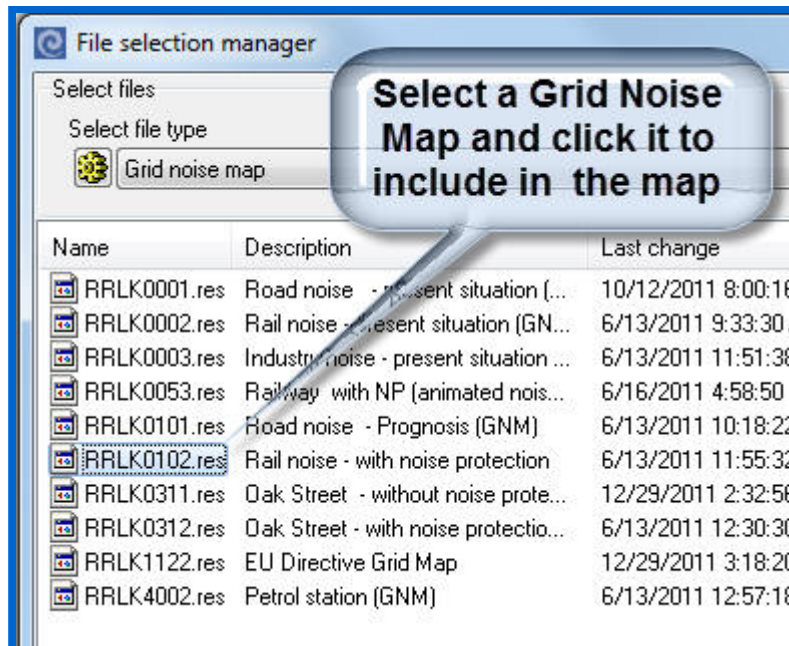 File selection manager
Select files
Select file type
Grid noise map
Select a Grid Noise
Map and click it to
include in the map
Name Description Last change
RRLK0001.res Road noise - present situation (... 10/12/2011 8:00:16
RRLK0002.res Rail noise - present situation (GN... 6/13/2011 9:33:30
RRLK0003.res Industry noise - present situation ... 6/13/2011 11:51:38
RRLK0053.res Railway with NP (animated nois... 6/16/2011 4:58:50
RRLK0101.res Road noise - Prognosis (GNM) 6/13/2011 10:18:22
RRLK0102.res Rail noise - with noise protection 6/13/2011 11:55:32
RRLK0311.res Oak Street - without noise prote... 12/29/2011 2:32:56
RRLK0312.res Oak Street - with noise protectio... 6/13/2011 12:30:30
RRLK1122.res EU Directive Grid Map 12/29/2011 3:18:20
RRLK4002.res Petrol station (GNM) 6/13/2011 12:57:18